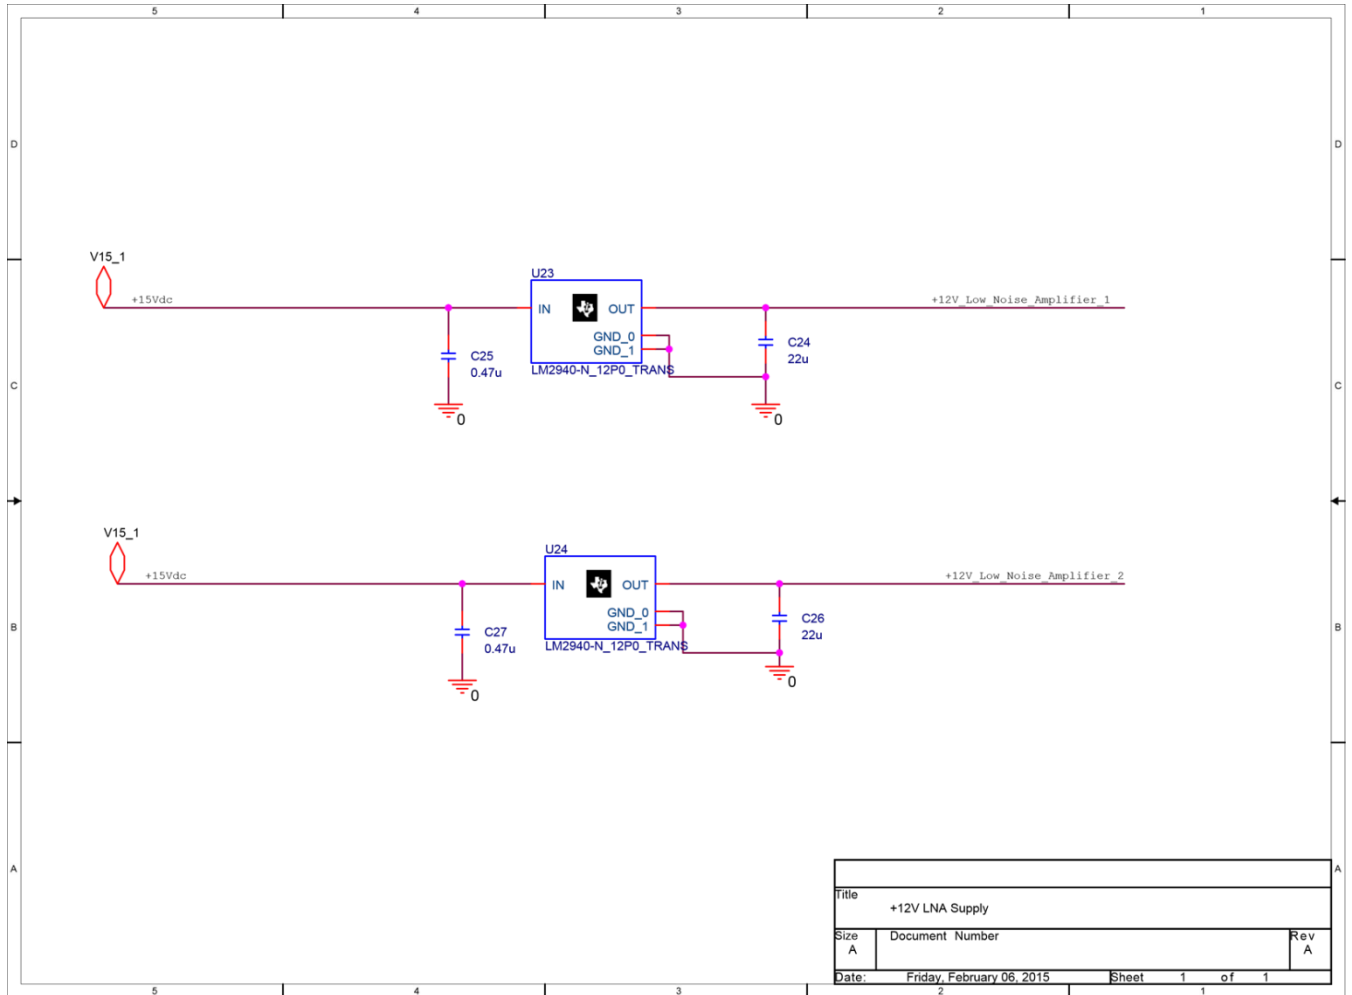 5 4 3 2 1
D D
V15_1
+15Vdc
U23
IN OUT
GND_0
GND_1
LM2940-N_12P0_TRANS
+12V_Low_Noise_Amplifier_1
C25
0.47u
C24
22u
0
0
C C
V15_1
+15Vdc
U24
IN OUT
GND_0
GND_1
LM2940-N_12P0_TRANS
+12V_Low_Noise_Amplifier_2
C27
0.47u
C26
22u
0
0
B B
A A
Title
+12V LNA Supply
Size
A
Document Number
Rev
A
Date: Friday, February 06, 2015 Sheet 1 of 1
5 4 3 2 1